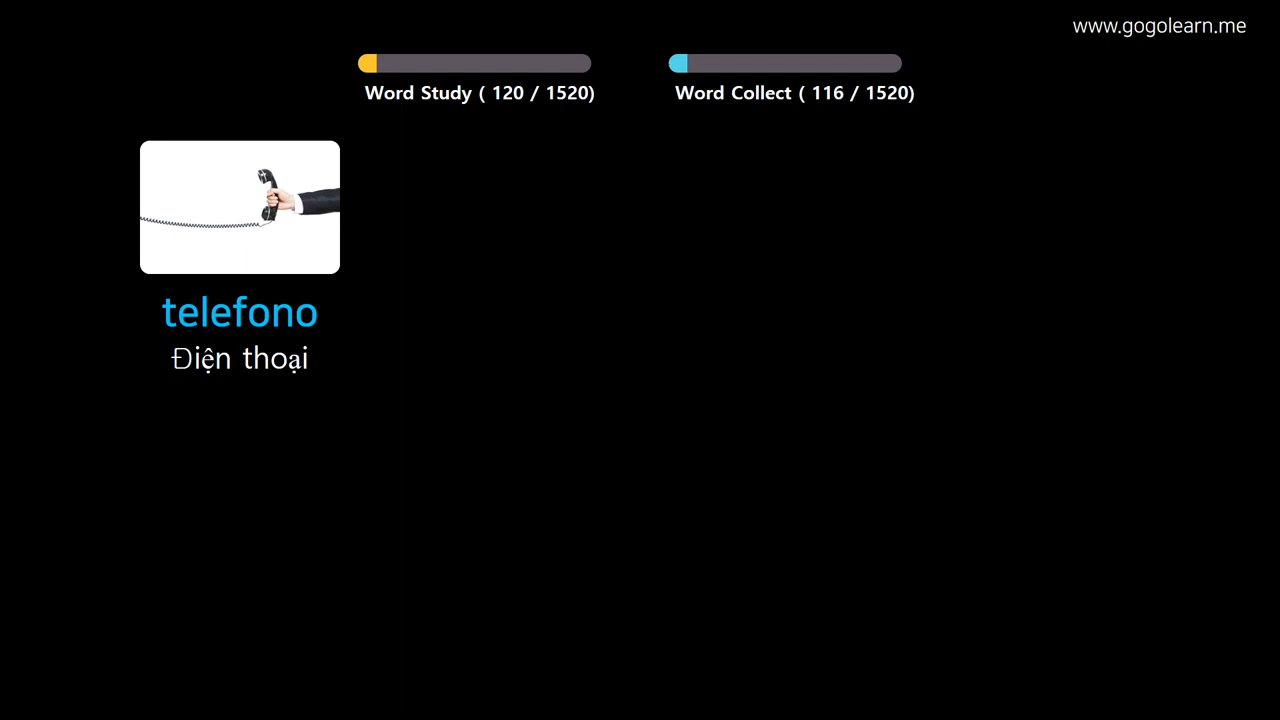 www.gogolearn.me
Word Study ( 120 / 1520)
Word Collect ( 116 / 1520)
telefono
Điện thoại